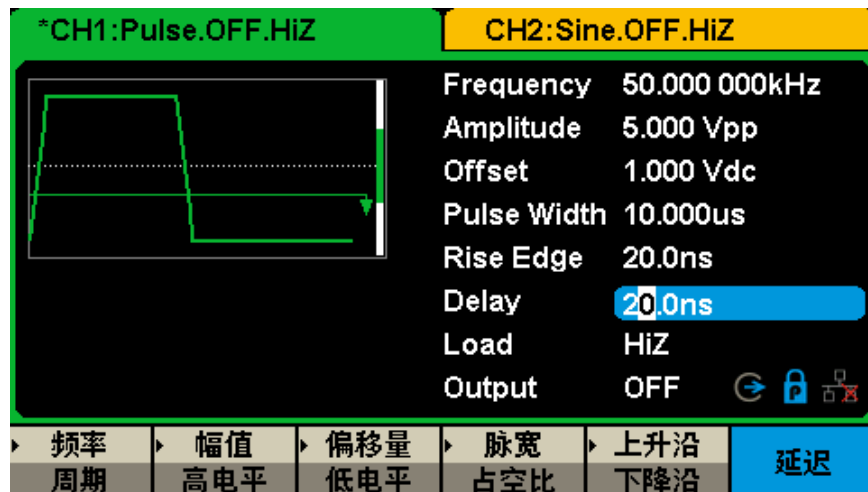 *CH1:Pulse.OFF.HiZ
CH2:Sine.OFF.HiZ
Frequency 50.000 000kHz
Amplitude 5.000 Vpp
Offset 1.000 Vdc
Pulse Width 10.000us
Rise Edge 20.0ns
Delay 20.0ns
Load HiZ
Output OFF
P
频率 幅值 偏移量 脉宽 上升沿 延迟
周期 高电平 低电平 占空比 下降沿